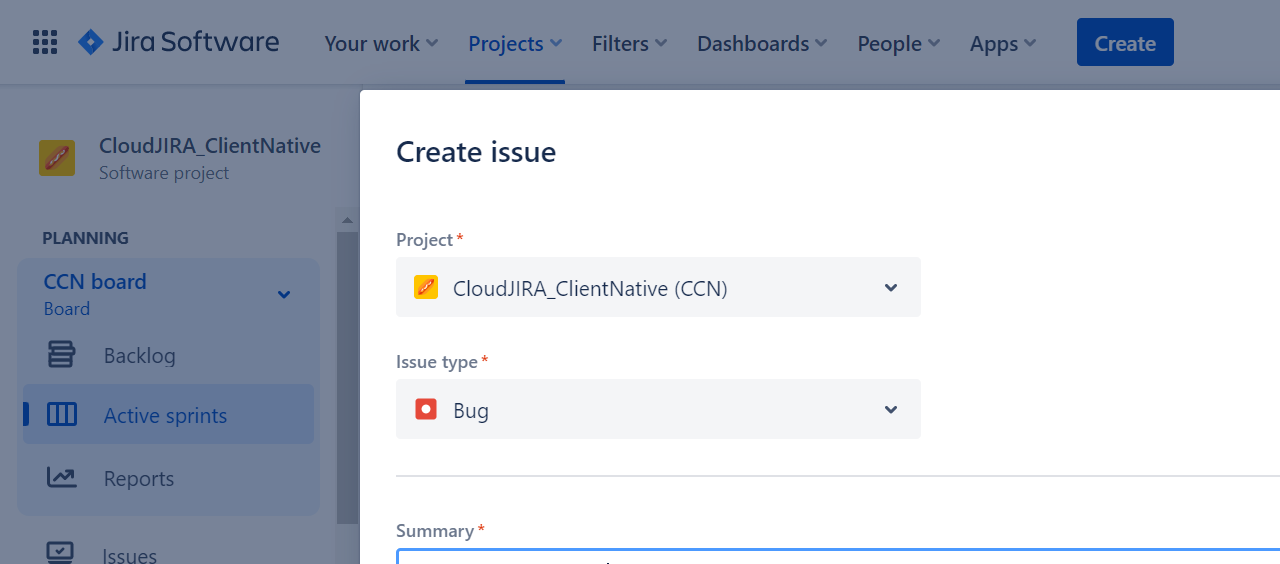 Jira Software Your work Projects Filters Dashboards People Apps Create
CloudJIRA_ClientNative
Software project
PLANNING
CCN board
Board
Backlog
Active sprints
Reports
Issues
Create issue
Project *
CloudJIRA_ClientNative (CCN)
Issue type *
Bug
Summary *